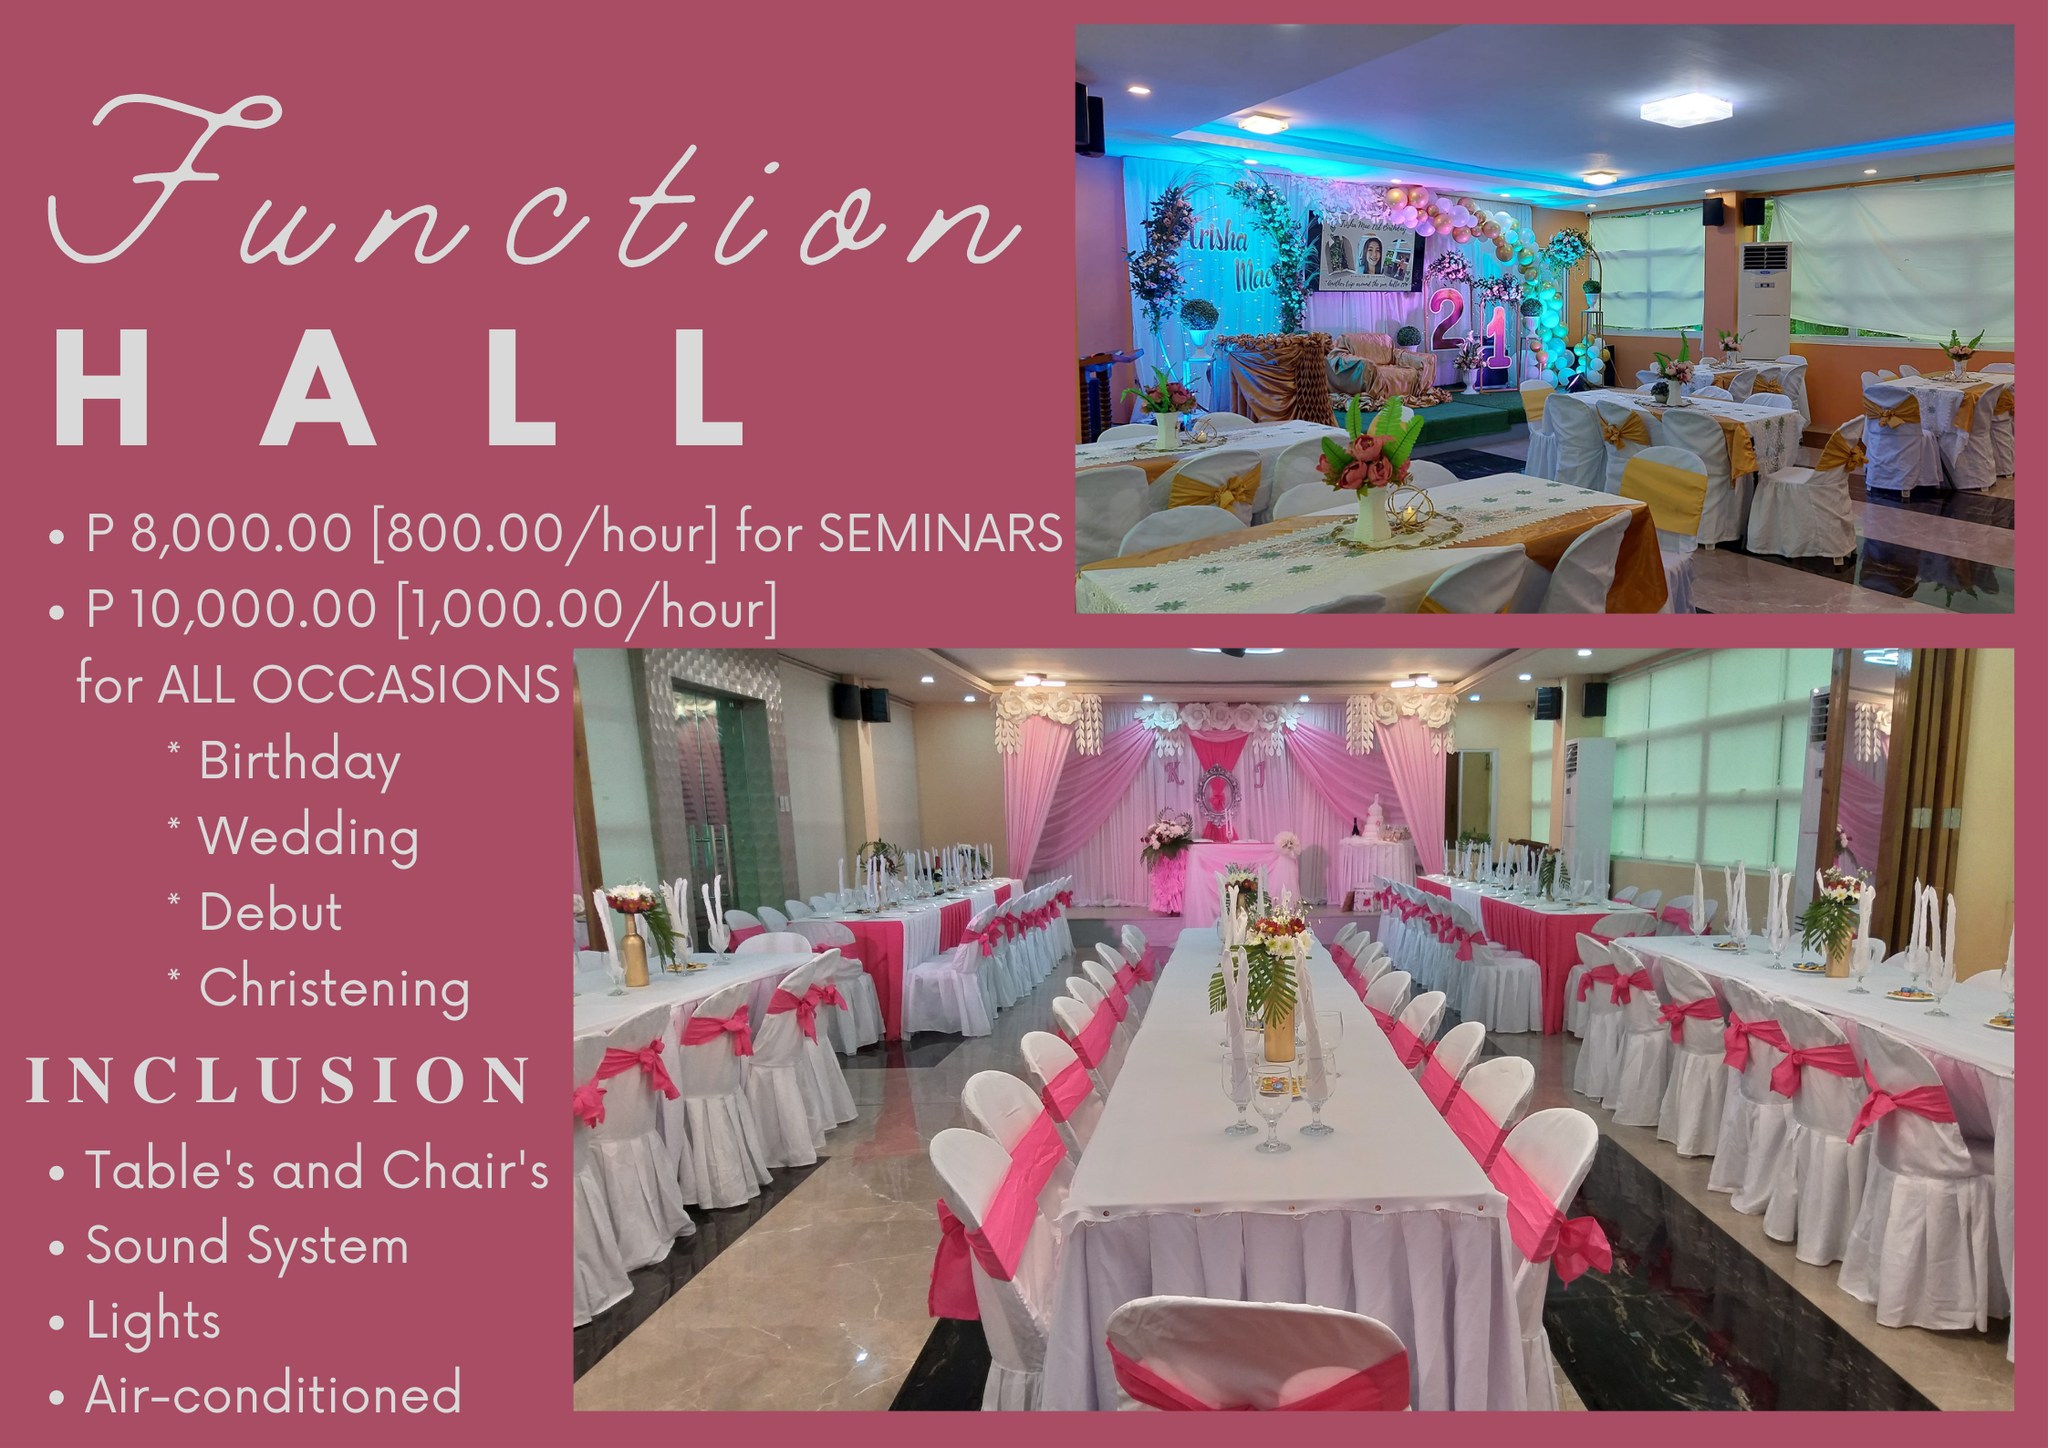 Function
HALL
• P 8,000.00 [800.00/hour] for SEMINARS
• P 10,000.00 [1,000.00/hour]
for ALL OCCASIONS
* Birthday
* Wedding
* Debut
* Christening
INCLUSION
• Table's and Chair's
• Sound System
• Lights
• Air-conditioned
Arisha
Mae
21
K J